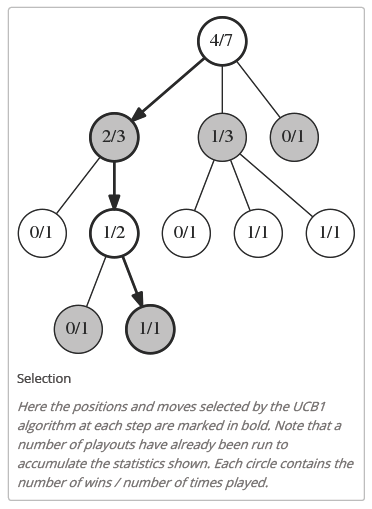 4/7
2/3
1/3
0/1
0/1
1/2
0/1
1/1
1/1
0/1
1/1
Selection
Here the positions and moves selected by the UCB1
algorithm at each step are marked in bold. Note that a
number of playouts have already been run to
accumulate the statistics shown. Each circle contains the
number of wins / number of times played.